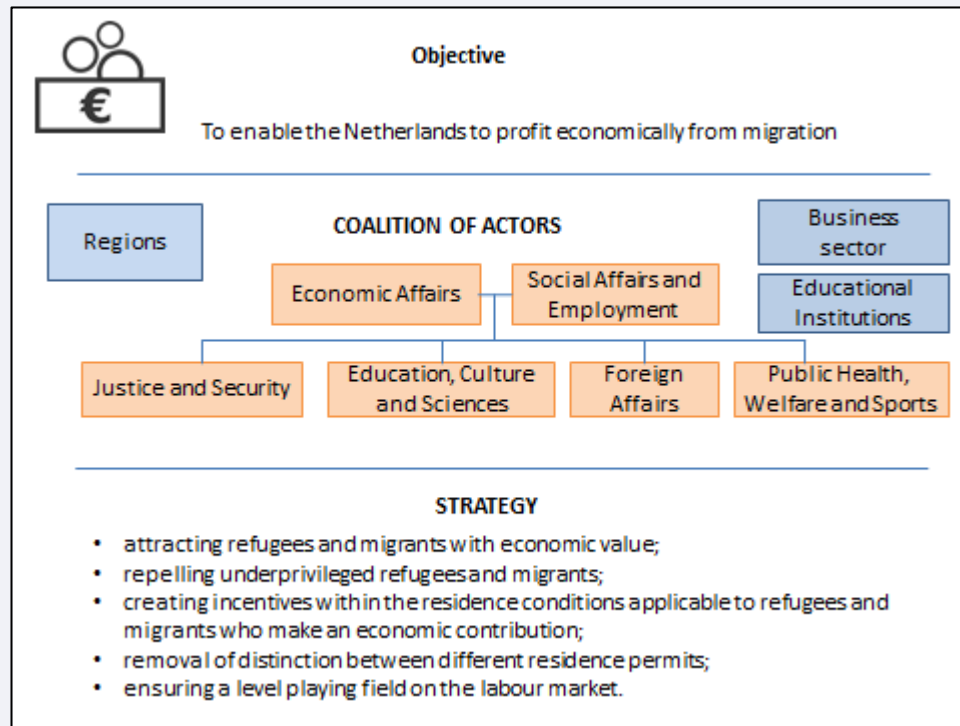 Objective
€
To enable the Netherlands to profit economically from migration
COALITION OF ACTORS
Regions
Business
sector
Economic Affairs
Social Affairs and
Employment
Educational
Institutions
Justice and Security
Education, Culture
and Sciences
Foreign
Affairs
Public Health,
Welfare and Sports
STRATEGY
• attracting refugees and migrants with economic value;
• repelling underprivileged refugees and migrants;
• creating incentives within the residence conditions applicable to refugees and
migrants who make an economic contribution;
• removal of distinction between different residence permits;
• ensuring a level playing field on the labour market.